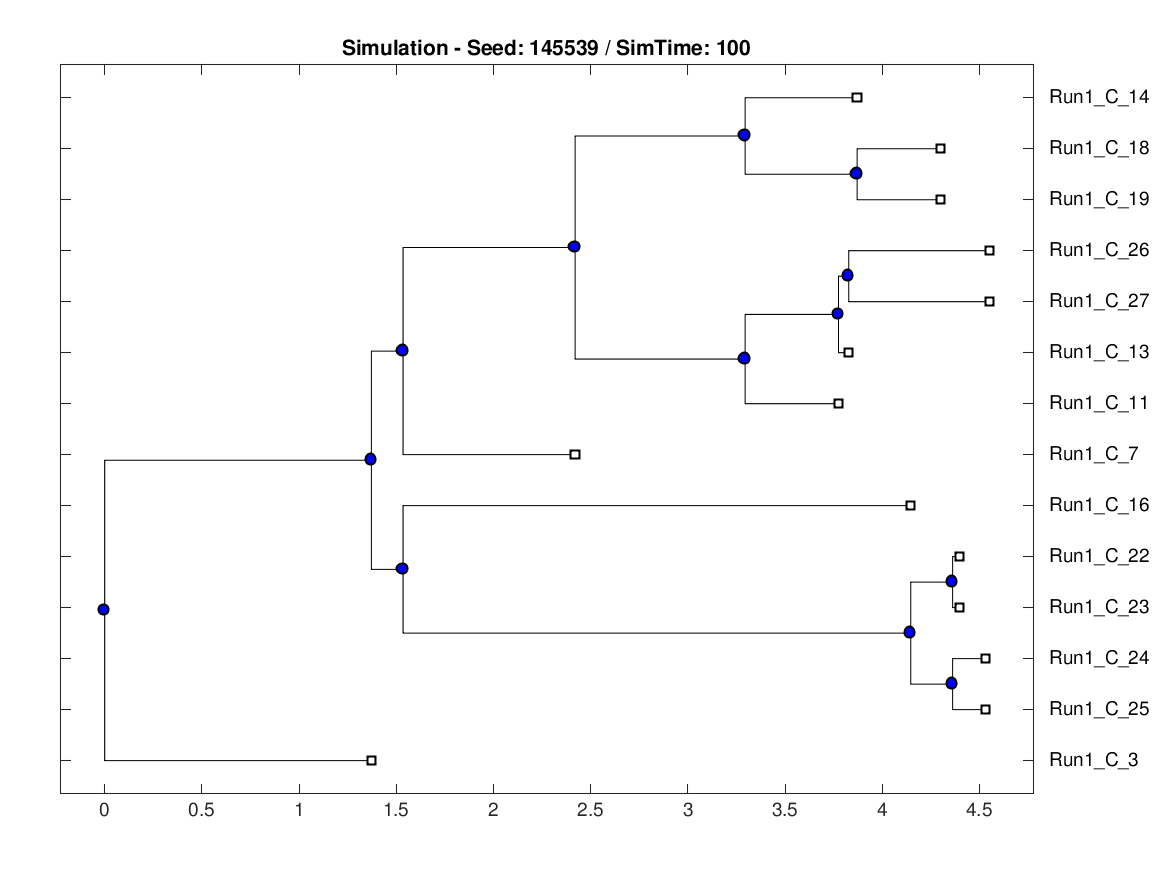 Simulation - Seed: 145539 / SimTime: 100
Run1_C_14
Run1_C_18
Run1_C_19
Run1_C_26
Run1_C_27
Run1_C_13
Run1_C_11
Run1_C_7
Run1_C_16
Run1_C_22
Run1_C_23
Run1_C_24
Run1_C_25
Run1_C_3
0 0.5 1 1.5 2 2.5 3 3.5 4 4.5